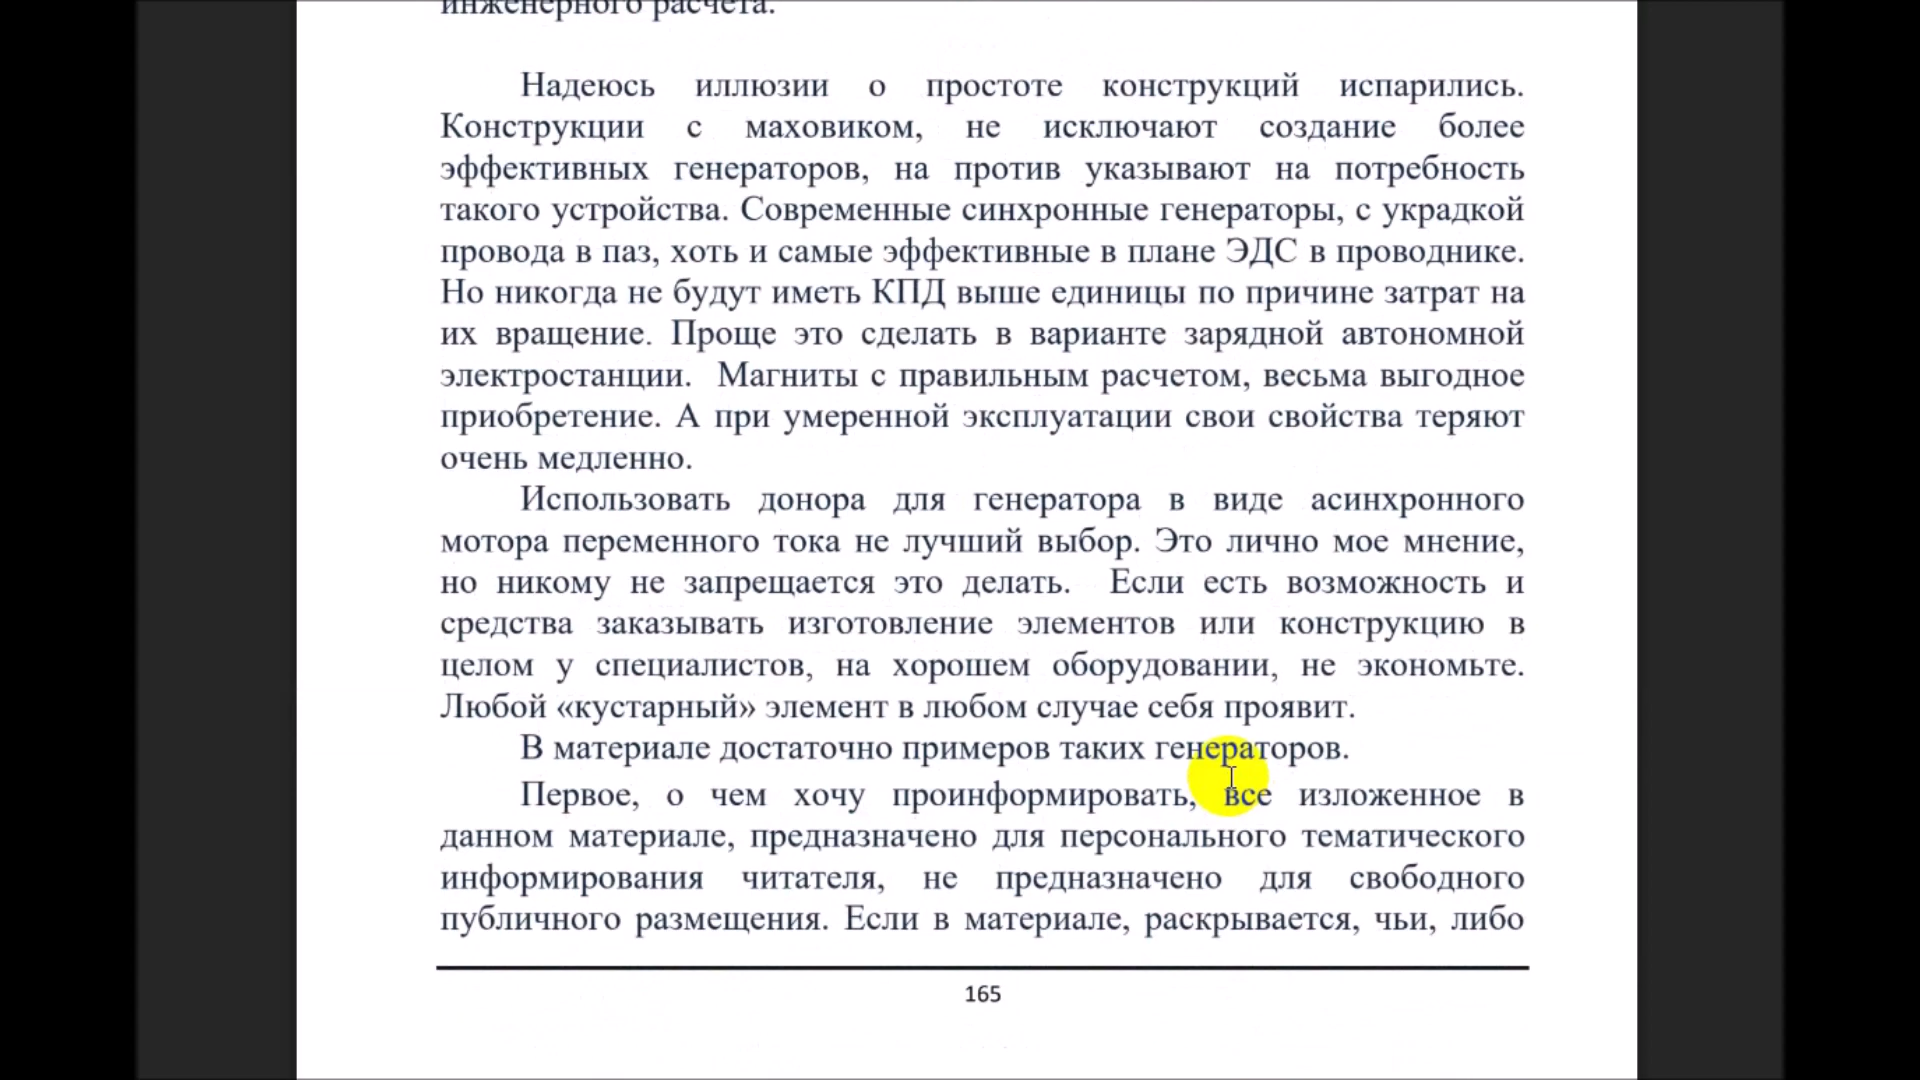 инженерного расчета.
Надеюсь иллюзии о простоте конструкций испарились.
Конструкции с маховиком, не исключают создание более
эффективных генераторов, на против указывают на потребность
такого устройства. Современные синхронные генераторы, с украдкой
провода в паз, хоть и самые эффективные в плане ЭДС в проводнике.
Но никогда не будут иметь КПД выше единицы по причине затрат на
их вращение. Проще это сделать в варианте зарядной автономной
электростанции. Магниты с правильным расчетом, весьма выгодное
приобретение. А при умеренной эксплуатации свои свойства теряют
очень медленно.
Использовать донора для генератора в виде асинхронного
мотора переменного тока не лучший выбор. Это лично мое мнение,
но никому не запрещается это делать. Если есть возможность и
средства заказывать изготовление элементов или конструкцию в
целом у специалистов, на хорошем оборудовании, не экономьте.
Любой «кустарный» элемент в любом случае себя проявит.
В материале достаточно примеров таких генераторов.
Первое, о чем хочу проинформировать, все изложенное в
данном материале, предназначено для персонального тематического
информирования читателя, не предназначено для свободного
публичного размещения. Если в материале, раскрывается, чьи, либо
165